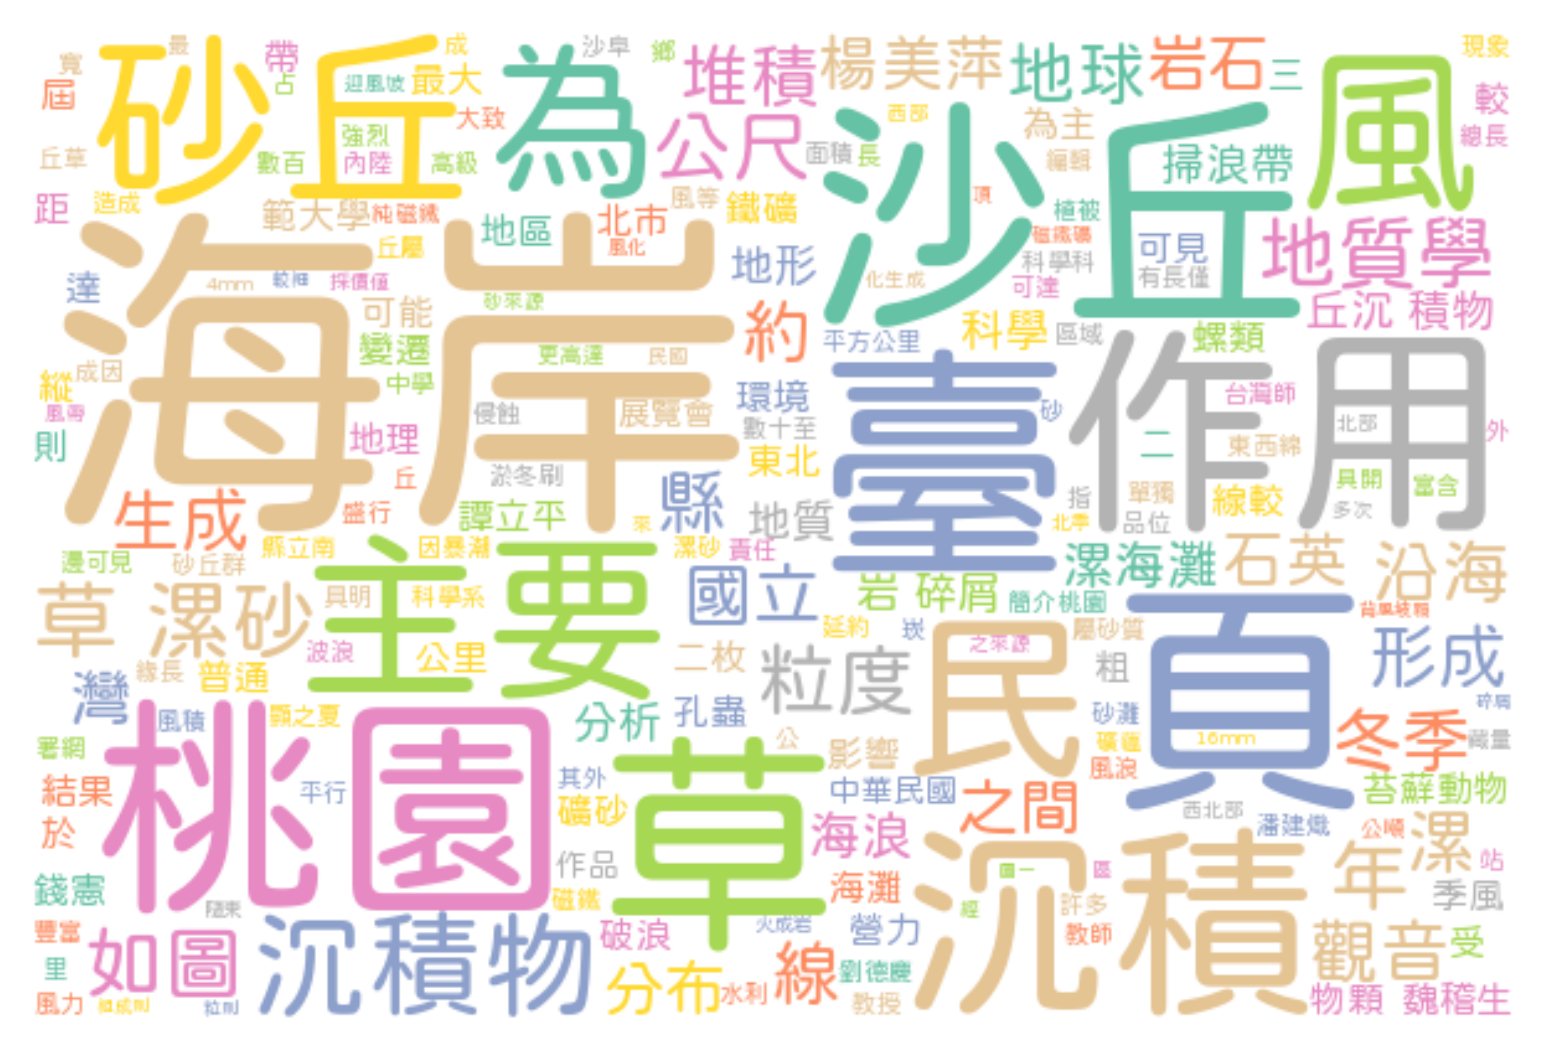 砂丘
為
沙丘
風
海岸
臺
作用
主要
民
頁
桃園
草
沉積
沉積物
最
寬
帶
成
沙阜
鄉
堆積
楊美萍
地球
岩石
三
現象
屆
占
迎風坡
最大
西部
較
大致
公尺
面積
長
為主
總長
強烈
丘草
數百
內陸
高級
編輯
掃浪帶
距
造成
範大學
純磁鐵
地區
北市
風等
鐵礦
頂
植被
丘屬
風化
地形
磁鐵礦
科學科
可見
地質學
達
4mm
較細
採價值
可能
砂來源
化生成
可達
有長僅
丘沉
積物
約
科學
區域
螺類
變遷
更高達
民國
平方公里
成因
縱
中學
環境
台灣師
風帶
侵蝕
展覽會
數十至
砂
北部
外
則
地理
二
東西綿
丘
淤冬刷
東北
具開
富含
生成
盛行
譚立平
縣
地質
指
單獨
線較
多次
來
北季
品位
邊可見
砂丘群
縣立南
因暴潮
漯砂
責任
漯海灘
石英
沿海
草
漯砂
具明
科學系
國立
岩
碎屑
簡介桃園
背風坡顆
波浪
公里
延約
崁
之來源
屬砂質
形成
緣長
普通
二枚
粒度
粗
灣
風積
顯之夏
分析
孔蟲
砂灘
碎屑
署網
公
影響
礦蘊
16mm
冬季
藏量
結果
平行
其外
風浪
礦砂
中華民國
之間
苔蘚動物
西北部
於
海浪
潘建熾
公噸
漯
作品
站
錢憲
磁鐵
海灘
區
年
季風
隨東
經
許多
豐富
火成岩
營力
教師
如圖
破浪
觀音
受
里
線
劉德慶
分布
風力
組成則
粒則
水利
教授
物顆
魏稽生